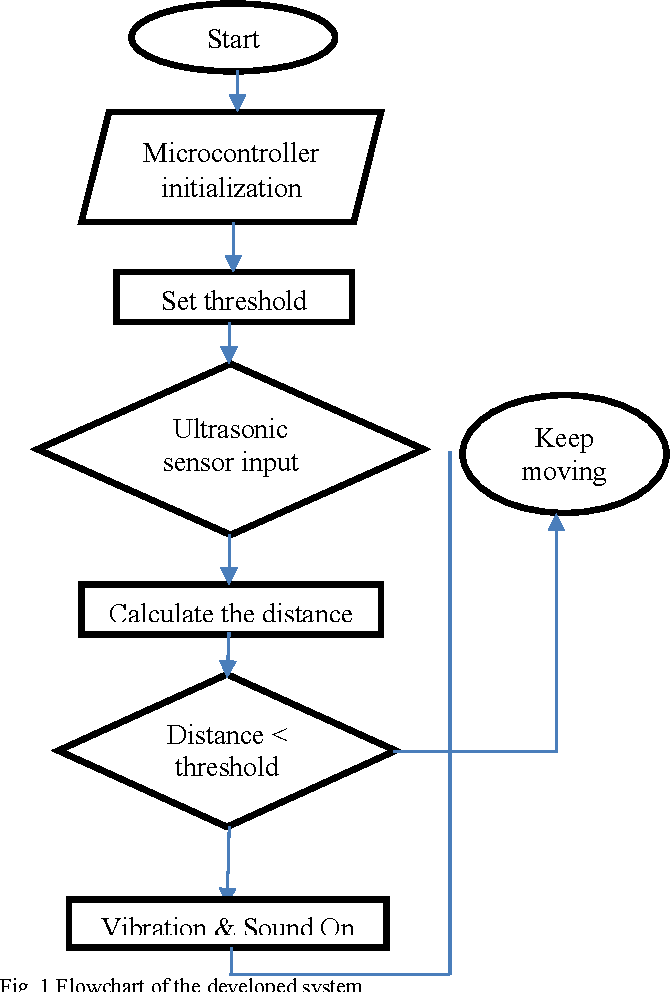 Start
Microcontroller
initialization
Set threshold
Ultrasonic
sensor input
Keep
moving
Calculate the distance
Distance <
threshold
Vibration & Sound On
Fig. 1 Flowchart of the developed system